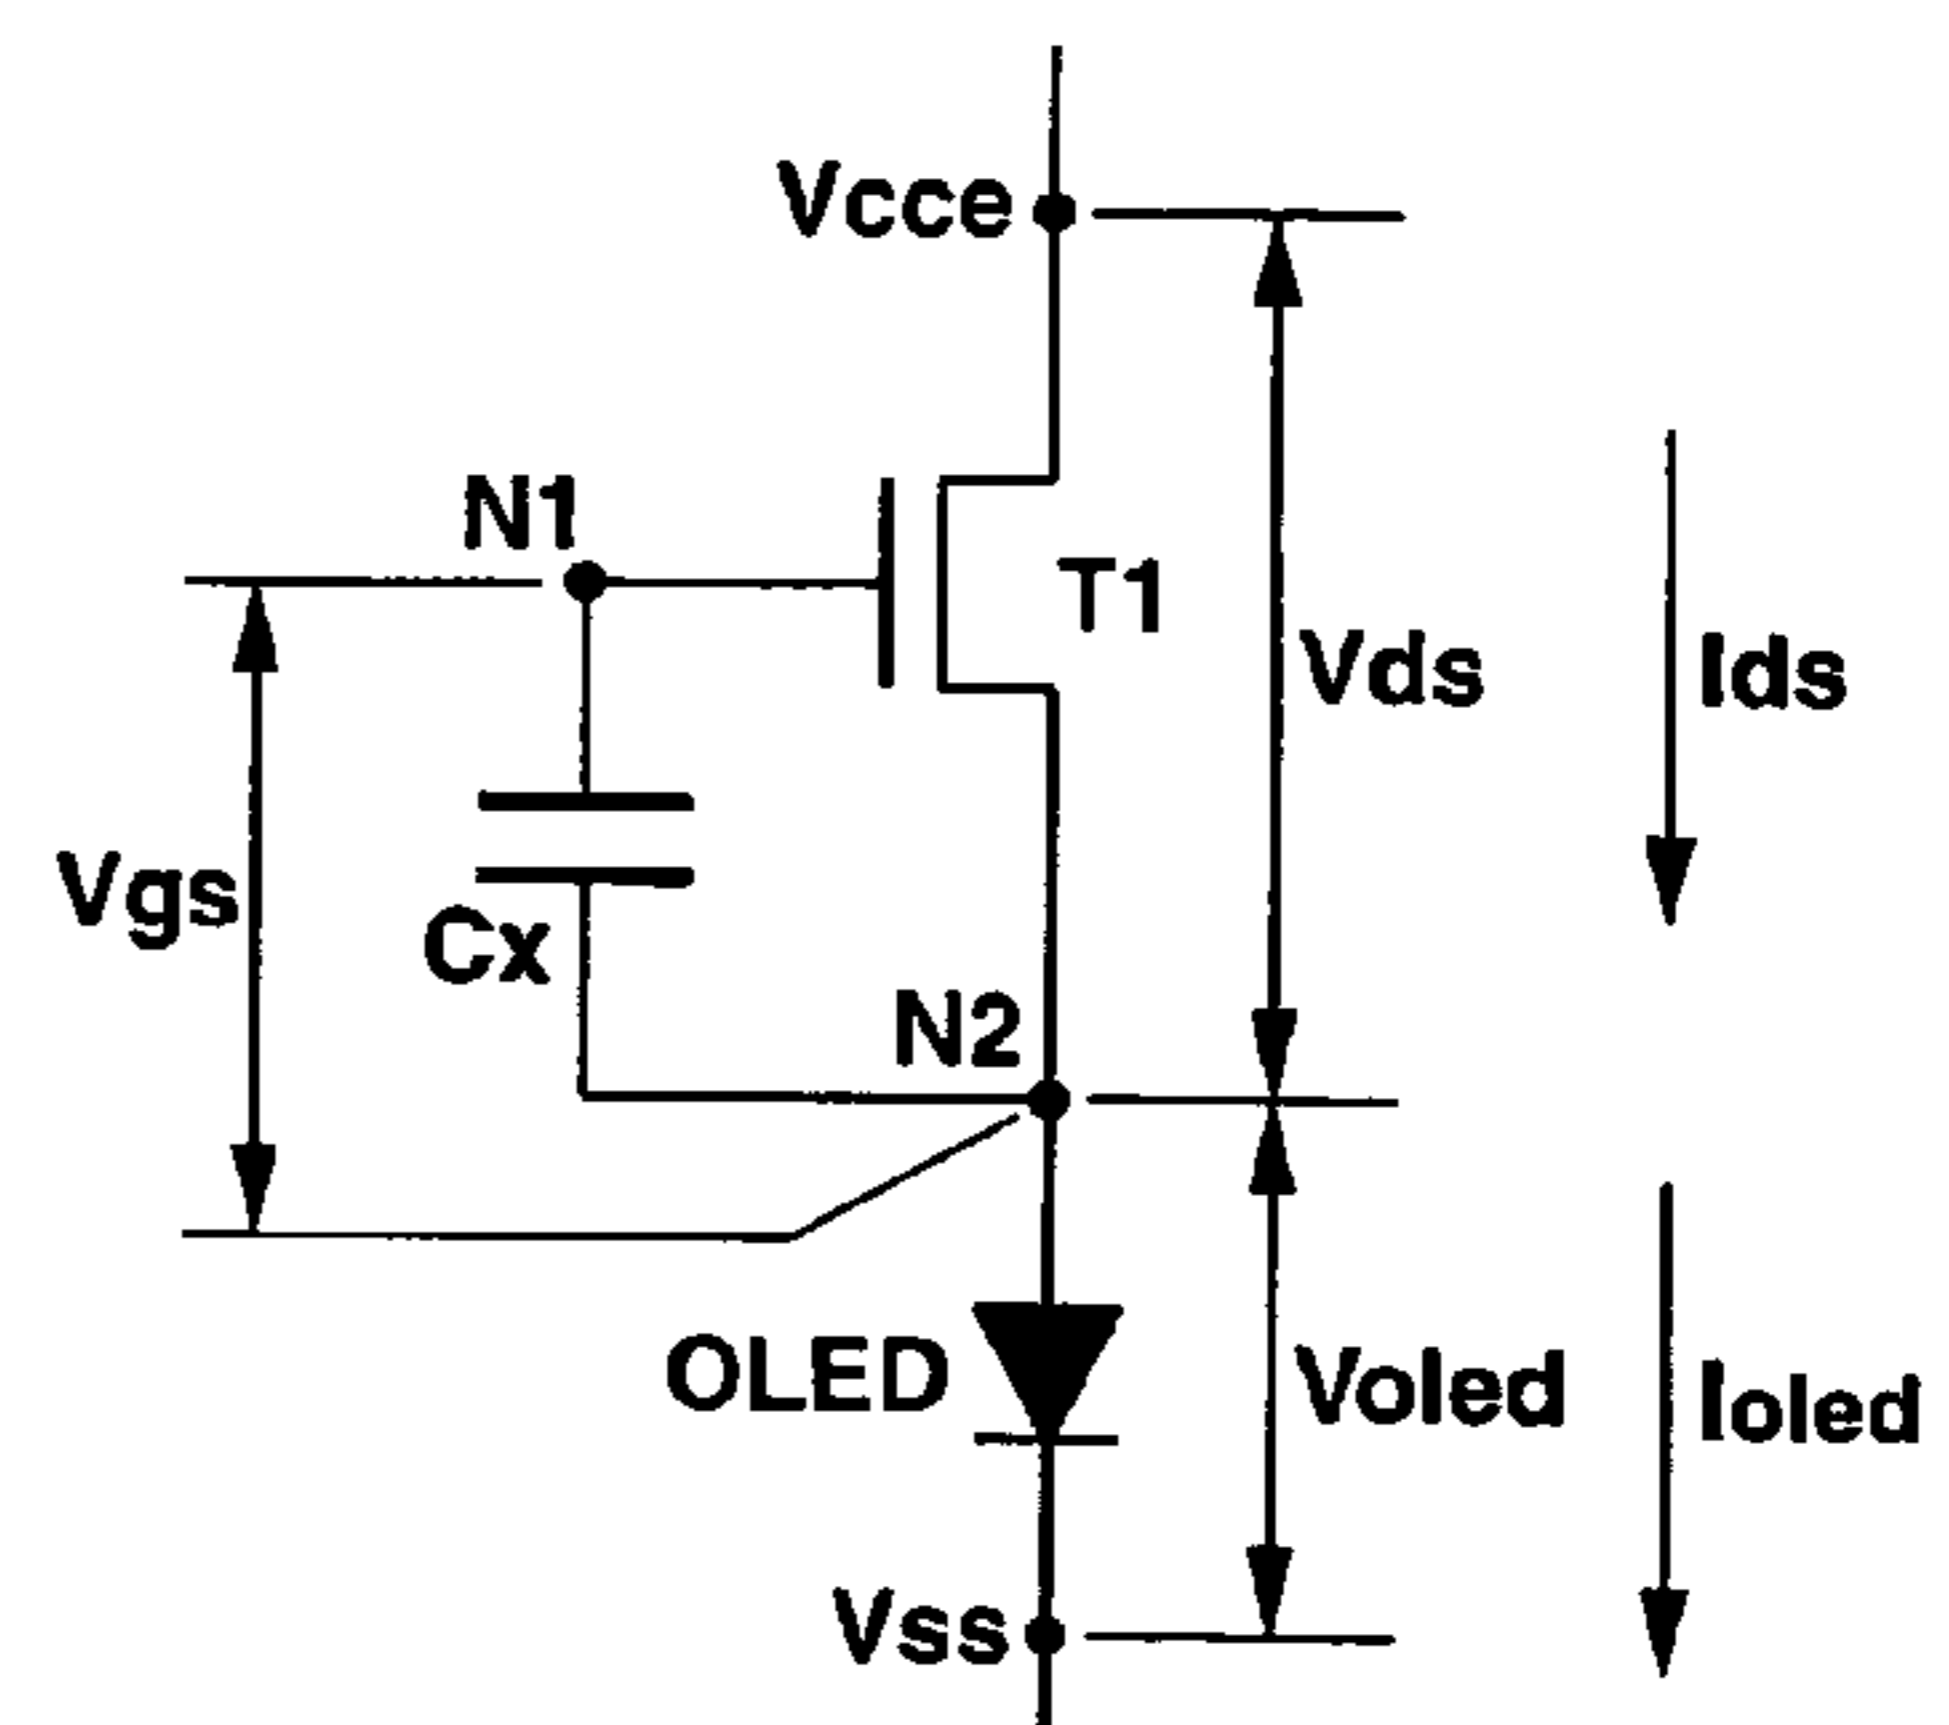 Vcce
N1
T1
Vds
Ids
Vgs
Cx
N2
OLED
Voled
Ioled
Vss